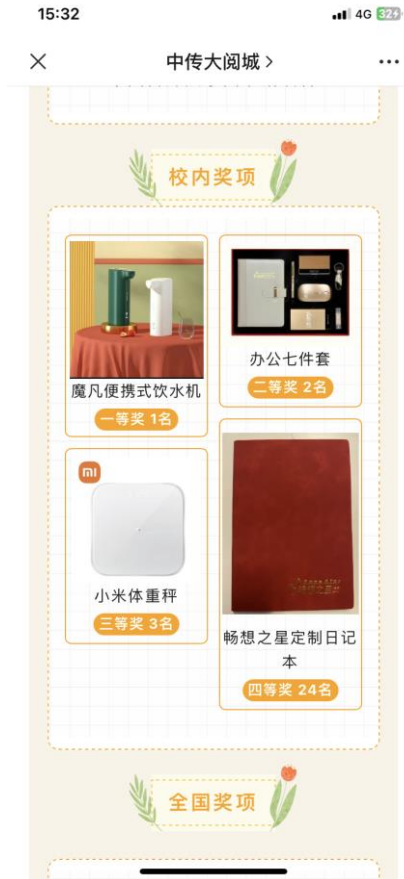 15:32
4G 32
中传大阅城 >
校内奖项
魔凡便携式饮水机
一等奖 1名
办公七件套
二等奖 2名
mi
小米体重秤
三等奖 3名
畅想之星定制日记
本
四等奖 24名
全国奖项